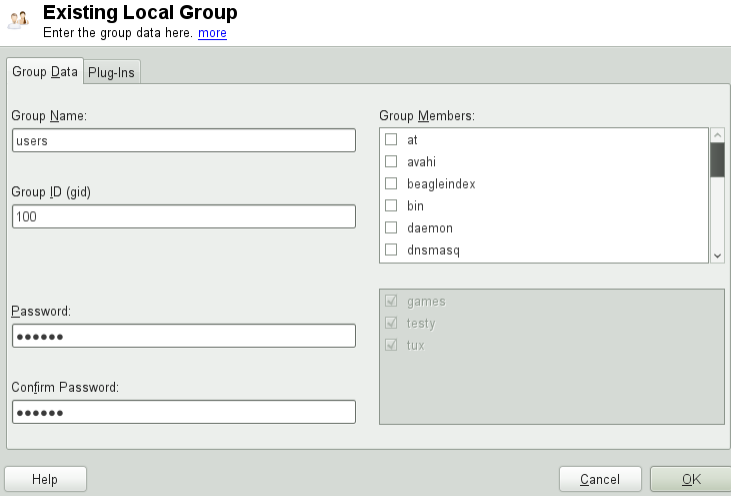 Existing Local Group
Enter the group data here. more
Group Data
Plug-Ins
Group Name:
users
Group ID (gid)
100
Password:
●●●●●●
Confirm Password:
●●●●●●
Group Members:
at
avahi
beagleindex
bin
daemon
dnsmasq
games
testy
tux
Help
Cancel
OK